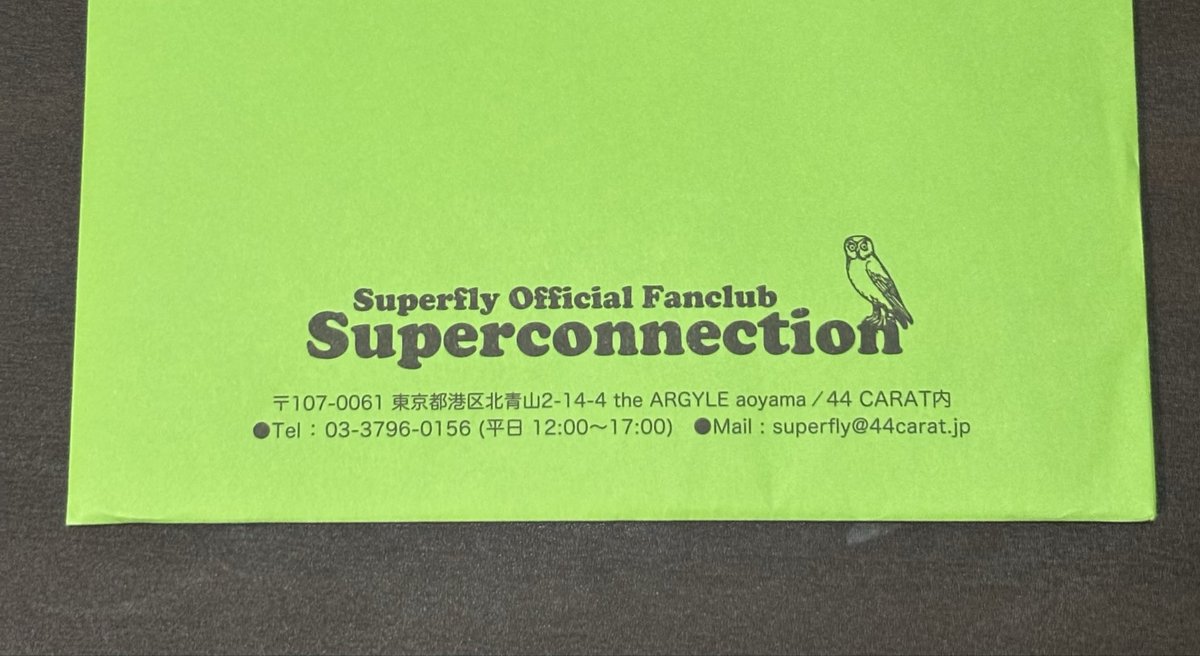 Superfly Official Fanclub
Superconnection
〒107-0061 東京都港区北青山2-14-4 the ARGYLE aoyama / 44 CARAT内
●Tel : 03-3796-0156 (平日 12:00〜17:00) ●Mail : superfly@44carat.jp